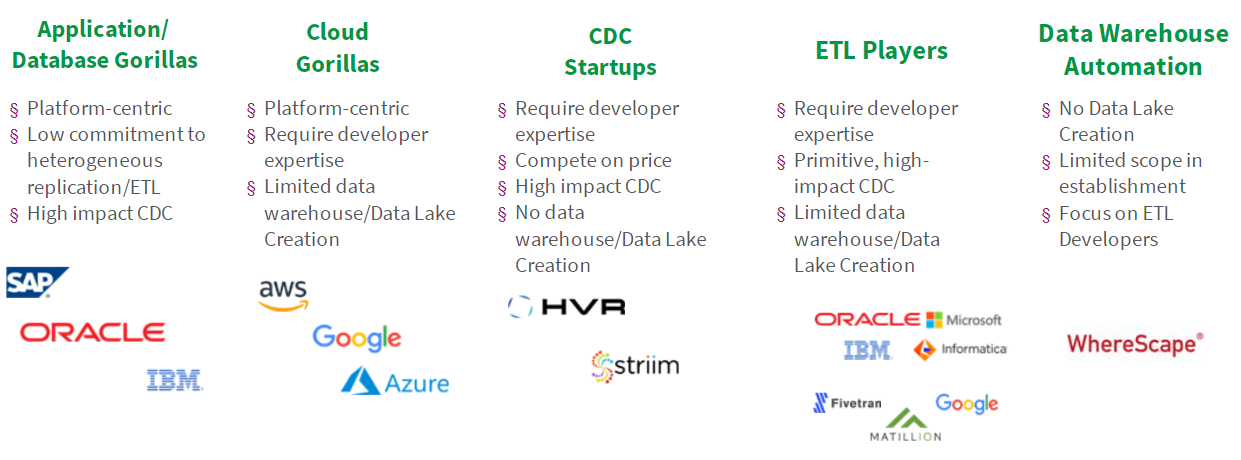 Application/
Database Gorillas
§ Platform-centric
§ Low commitment to
heterogeneous
replication/ETL
§ High impact CDC
SAP
ORACLE
IBM
Cloud
Gorillas
§ Platform-centric
§ Require developer
expertise
§ Limited data
warehouse/Data Lake
Creation
aws
Google
Azure
CDC
Startups
§ Require developer
expertise
§ Compete on price
§ High impact CDC
§ No data
warehouse/Data Lake
Creation
HVR
striim
ETL Players
§ Require developer
expertise
§ Primitive, high-
impact CDC
§ Limited data
warehouse/Data
Lake Creation
ORACLE Microsoft
IBM Informatica
Fivetran Google
MATILLION
Data Warehouse
Automation
§ No Data Lake
Creation
§ Limited scope in
establishment
§ Focus on ETL
Developers
WhereScape®